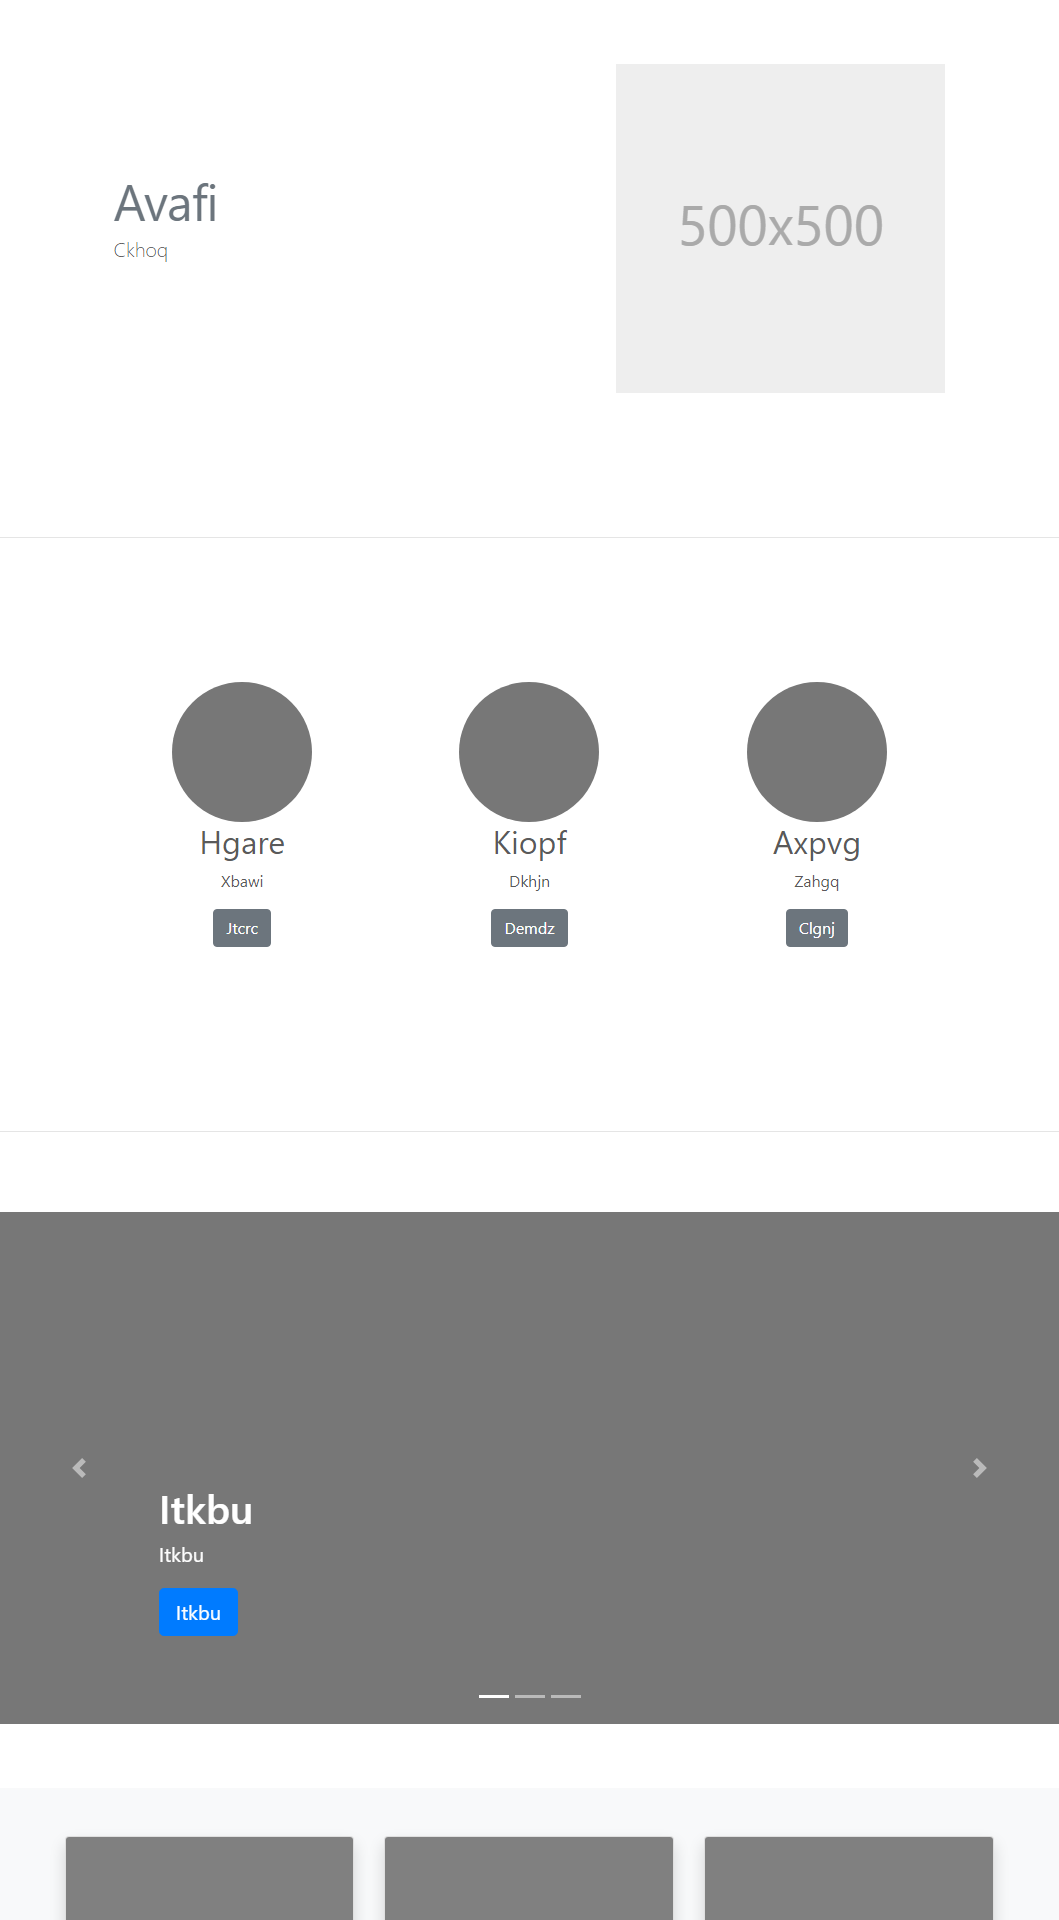 Avafi
Ckhoq
500x500
Hgare
Kiopf
Axpvg
Xbawi
Dkhjn
Zahgq
Jtcrc
Demdz
Clgnj
Itkbu
Itkbu
Itkbu